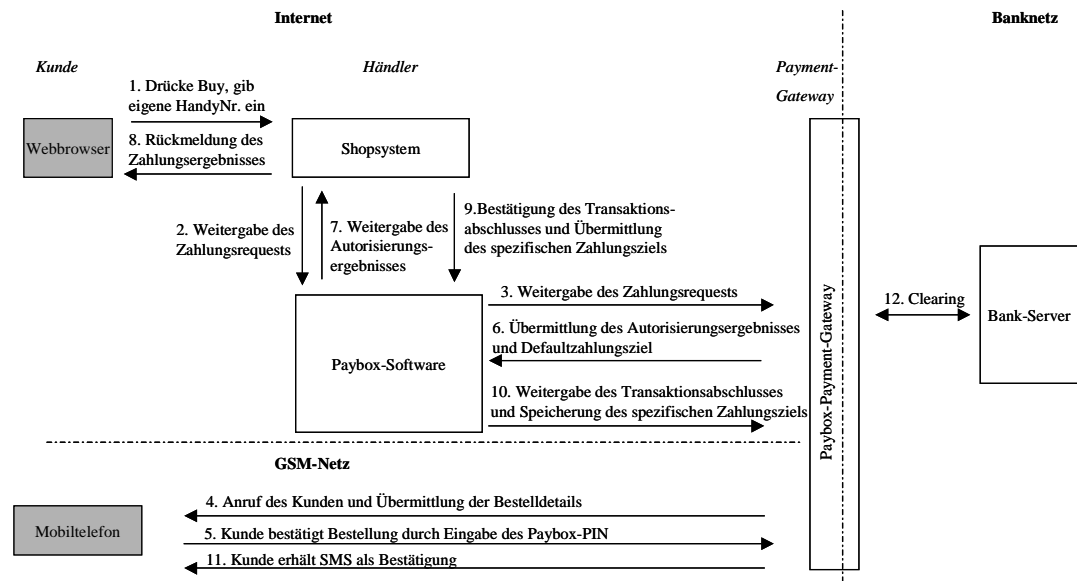 Internet
Banknetz
Kunde
Händler
Payment-
Gateway
1. Drücke Buy, gib
eigene HandyNr. ein
Webbrowser
8. Rückmeldung des
Zahlungsergebnisses
Shopsystem
2. Weitergabe des
Zahlungsrequests
7. Weitergabe des
Autorisierungs-
ergebnisses
9.Bestätigung des Transaktions-
abschlusses und Übermittlung
des spezifischen Zahlungsziels
Paybox-Software
3. Weitergabe des Zahlungsrequests
6. Übermittlung des Autorisierungsergebnisses
und Defaultzahlungsziel
10. Weitergabe des Transaktionsabschlusses
und Speicherung des spezifischen Zahlungsziels
Paybox-Payment-Gateway
12. Clearing
Bank-Server
GSM-Netz
4. Anruf des Kunden und Übermittlung der Bestelldetails
Mobiltelefon
5. Kunde bestätigt Bestellung durch Eingabe des Paybox-PIN
11. Kunde erhält SMS als Bestätigung